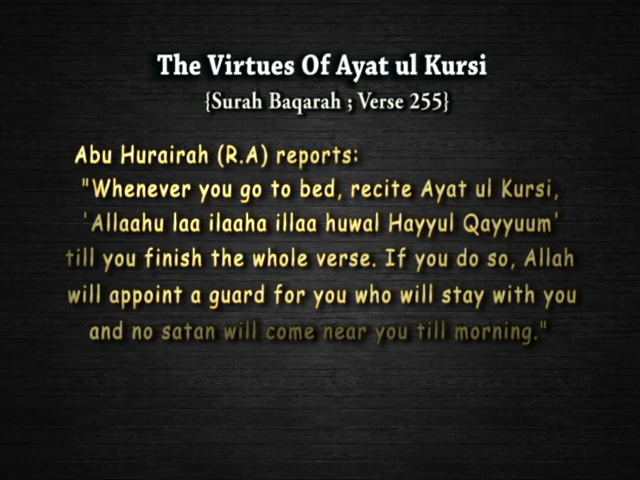 The Virtues Of Ayat ul Kursi
{Surah Baqarah ; Verse 255}
Abu Hurairah (R.A) reports:
"Whenever you go to bed, recite Ayat ul Kursi,
'Allaahu laa ilaaha illaa huwal Hayyul Qayyuum'
till you finish the whole verse. If you do so, Allah
will appoint a guard for you who will stay with you
and no satan will come near you till morning."